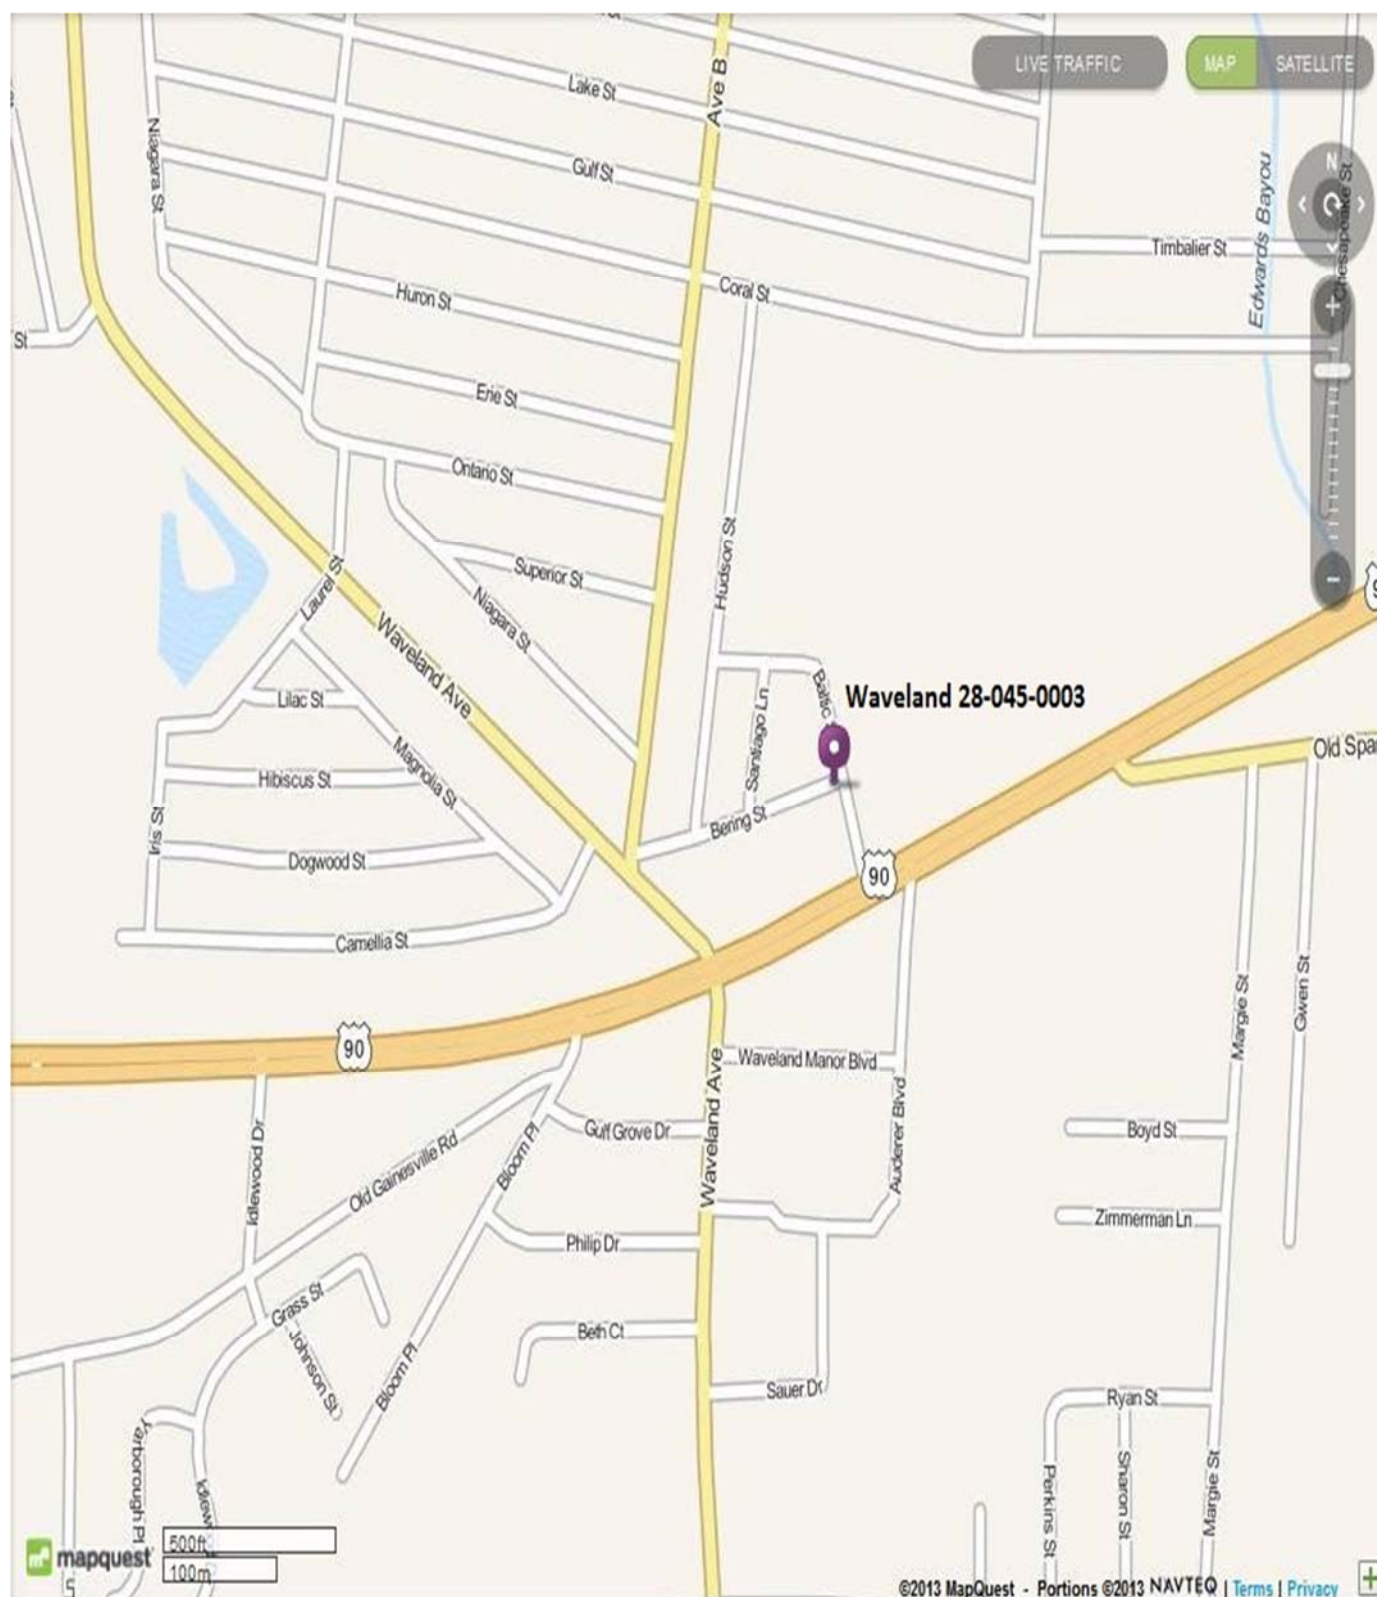 LIVE TRAFFIC
MAP
SATELLITE
Ave B
Lake St
Niagara St
Gulf St
Edwards Bayou
N
Chesapeake St
Timbalier St
Coral St
Huron St
St
Erie St
Ontario St
Hudson St
Superior St
Laurel St
Niagara St
Waveland Ave
Baltic
Waveland 28-045-0003
Lilac St
Santiago Ln
Old Spa
Magnolia St
Hibiscus St
Iris St
Bering St
Dogwood St
90
Camellia St
Margie St
Gwen St
90
Waveland Manor Blvd
Waveland Ave
Auderer Blvd
Idlewood Dr
Old Gainesville Rd
Bloom Pl
Gulf Grove Dr
Boyd St
Zimmerman Ln
Philip Dr
Grass St
Johnson St
Beth Ct
Bloom Pl
Sauer Dr
Ryan St
Yarborough Pl
Idlew
Perkins St
Sharon St
Margie St
500ft
mapquest
100m
©2013 MapQuest - Portions ©2013 NAVTEQ | Terms | Privacy